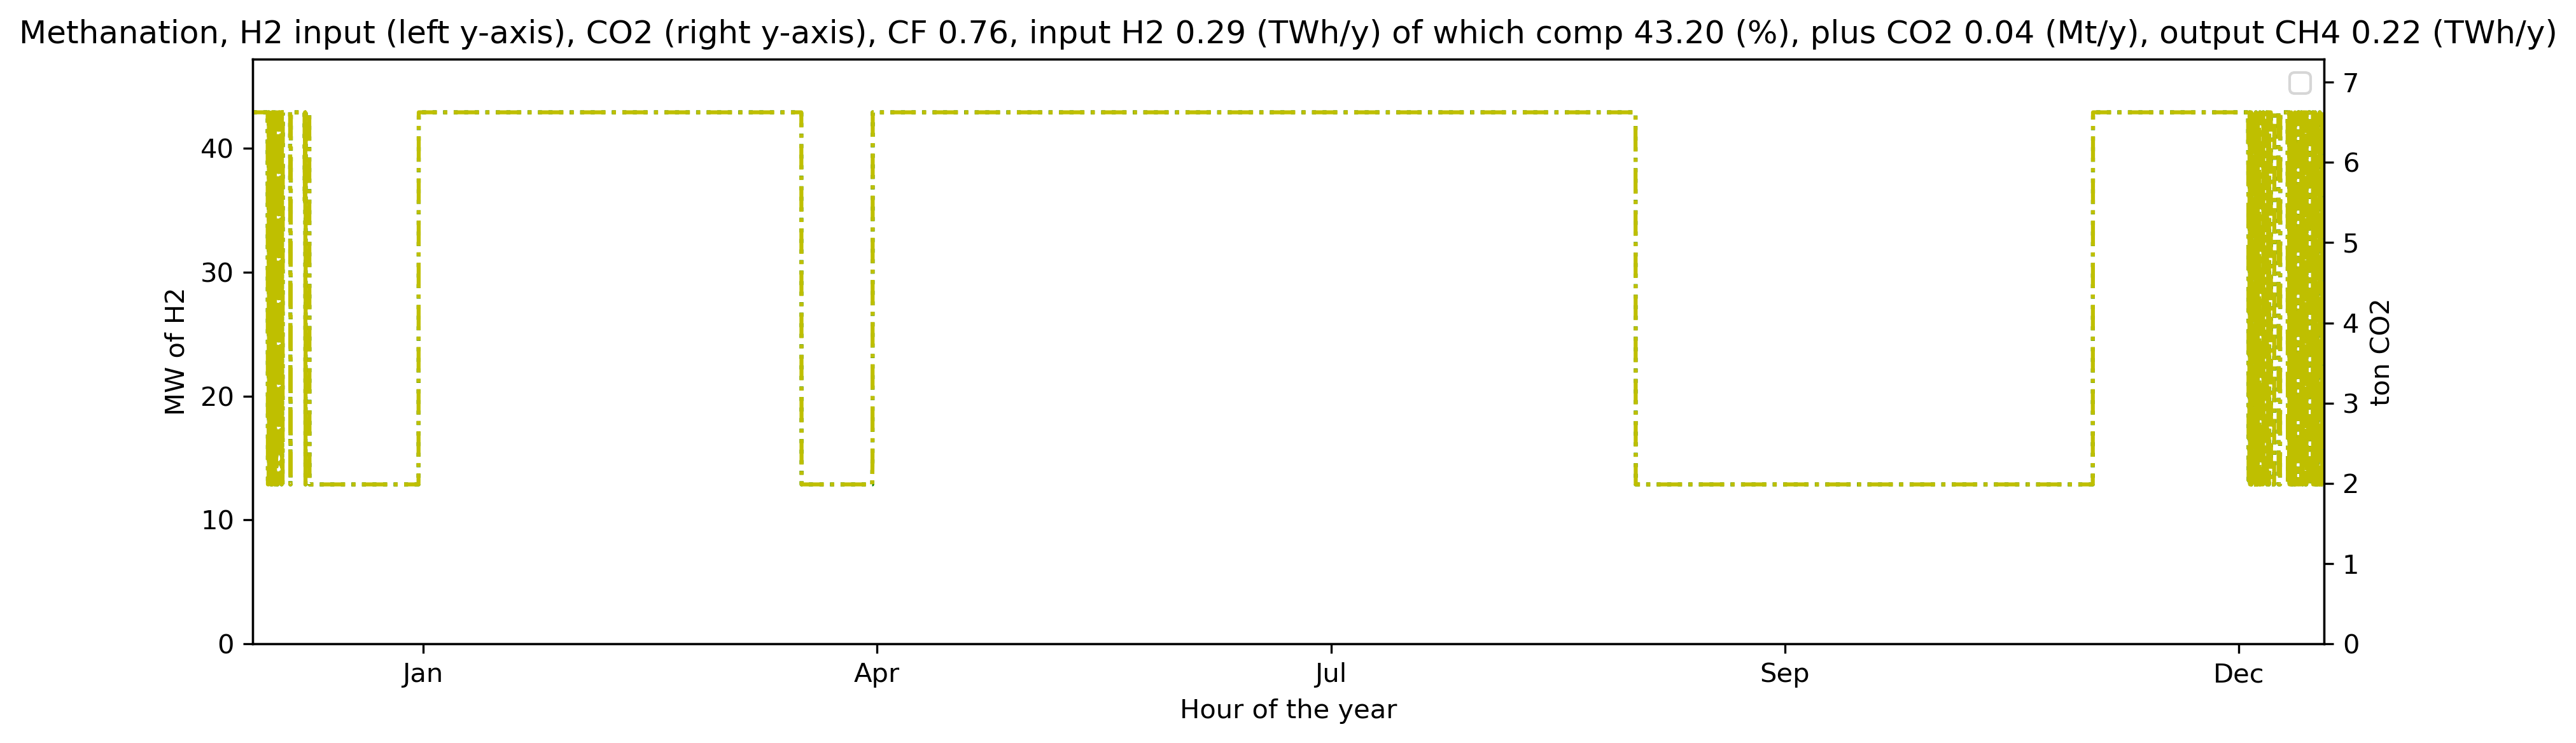 Methanation, H2 input (left y-axis), CO2 (right y-axis), CF 0.76, input H2 0.29 (TWh/y) of which comp 43.20 (%), plus CO2 0.04 (Mt/y), output CH4 0.22 (TWh/y)
MW of H2
40
30
20
10
0
7
6
5
4
3
2
1
0
ton CO2
Jan
Apr
Jul
Sep
Dec
Hour of the year